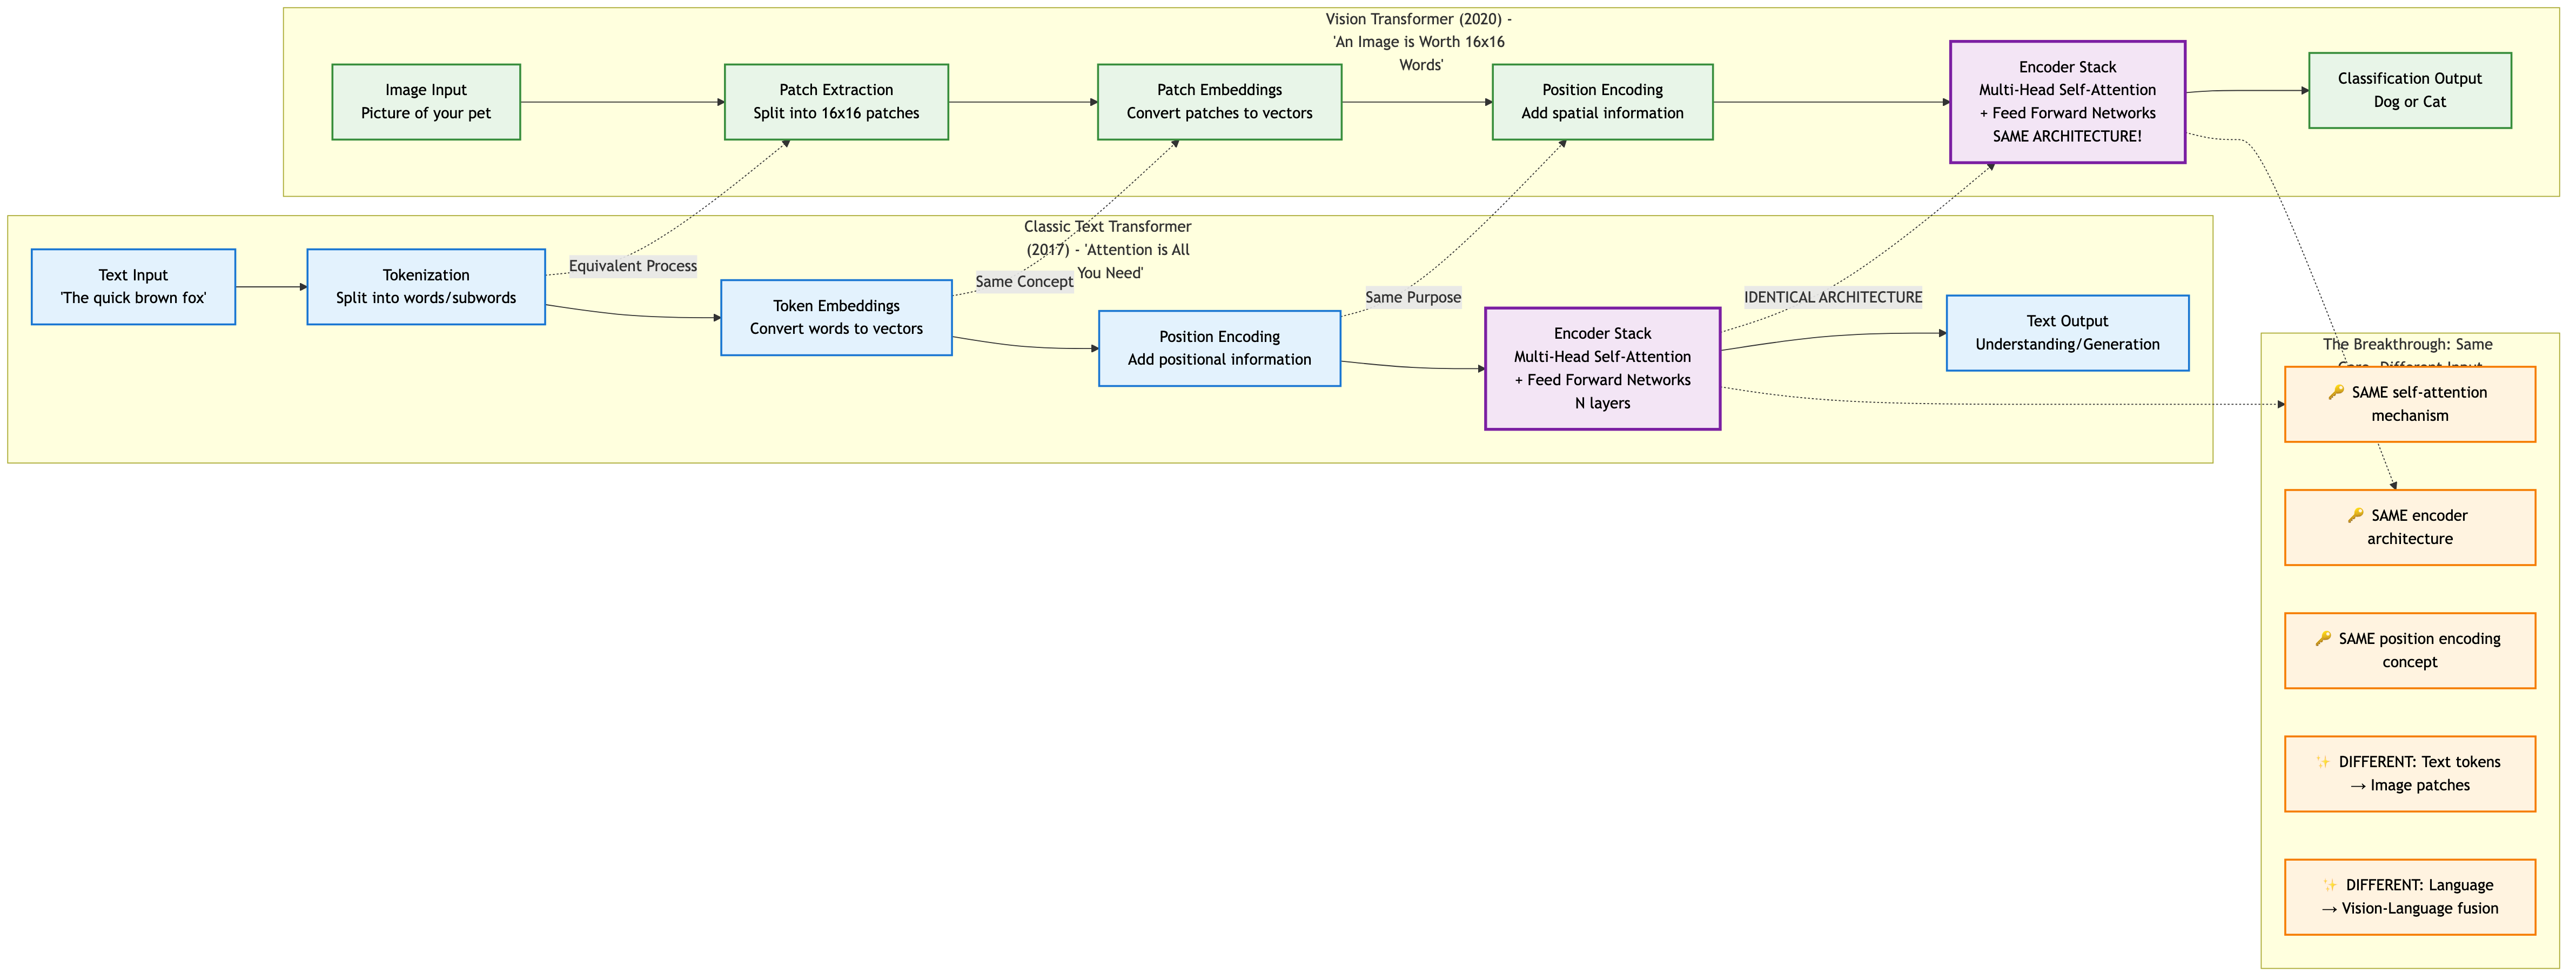 Vision Transformer (2020) -
'An Image is Worth 16x16
Words'
Image Input
Picture of your pet
Patch Extraction
Split into 16x16 patches
Patch Embeddings
Convert patches to vectors
Position Encoding
Add spatial information
Encoder Stack
Multi-Head Self-Attention
+ Feed Forward Networks
SAME ARCHITECTURE!
Classification Output
Dog or Cat
Classic Text Transformer
(2017) - 'Attention is All
You Need'
Text Input
'The quick brown fox'
Tokenization
Split into words/subwords
Equivalent Process
Token Embeddings
Convert words to vectors
Same Concept
Position Encoding
Add positional information
Same Purpose
Encoder Stack
Multi-Head Self-Attention
+ Feed Forward Networks
N layers
IDENTICAL ARCHITECTURE
Text Output
Understanding/Generation
The Breakthrough: Same
Core, Different Input
🔑 SAME self-attention
mechanism
🔑 SAME encoder
architecture
🔑 SAME position encoding
concept
✨ DIFFERENT: Text tokens
→ Image patches
✨ DIFFERENT: Language
→ Vision-Language fusion